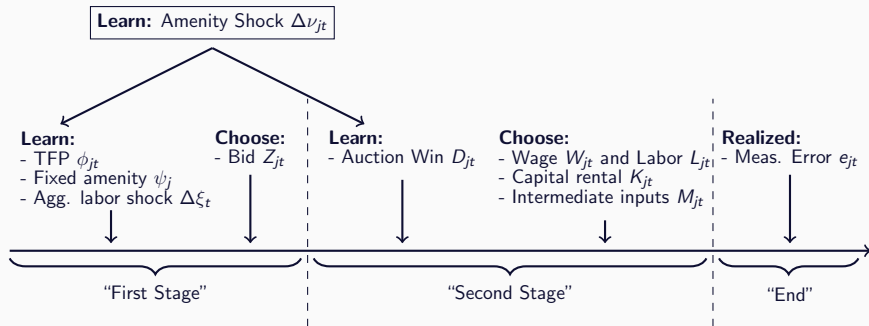 Learn: Amenity Shock Δν_jt
Learn:
- TFP ϕ_jt
- Fixed amenity ψ_j
- Agg. labor shock Δξ_t
Choose:
- Bid Z_jt
Learn:
- Auction Win D_jt
Choose:
- Wage W_jt and Labor L_jt
- Capital rental K_jt
- Intermediate inputs M_jt
Realized:
- Meas. Error e_jt
“First Stage”
“Second Stage”
“End”